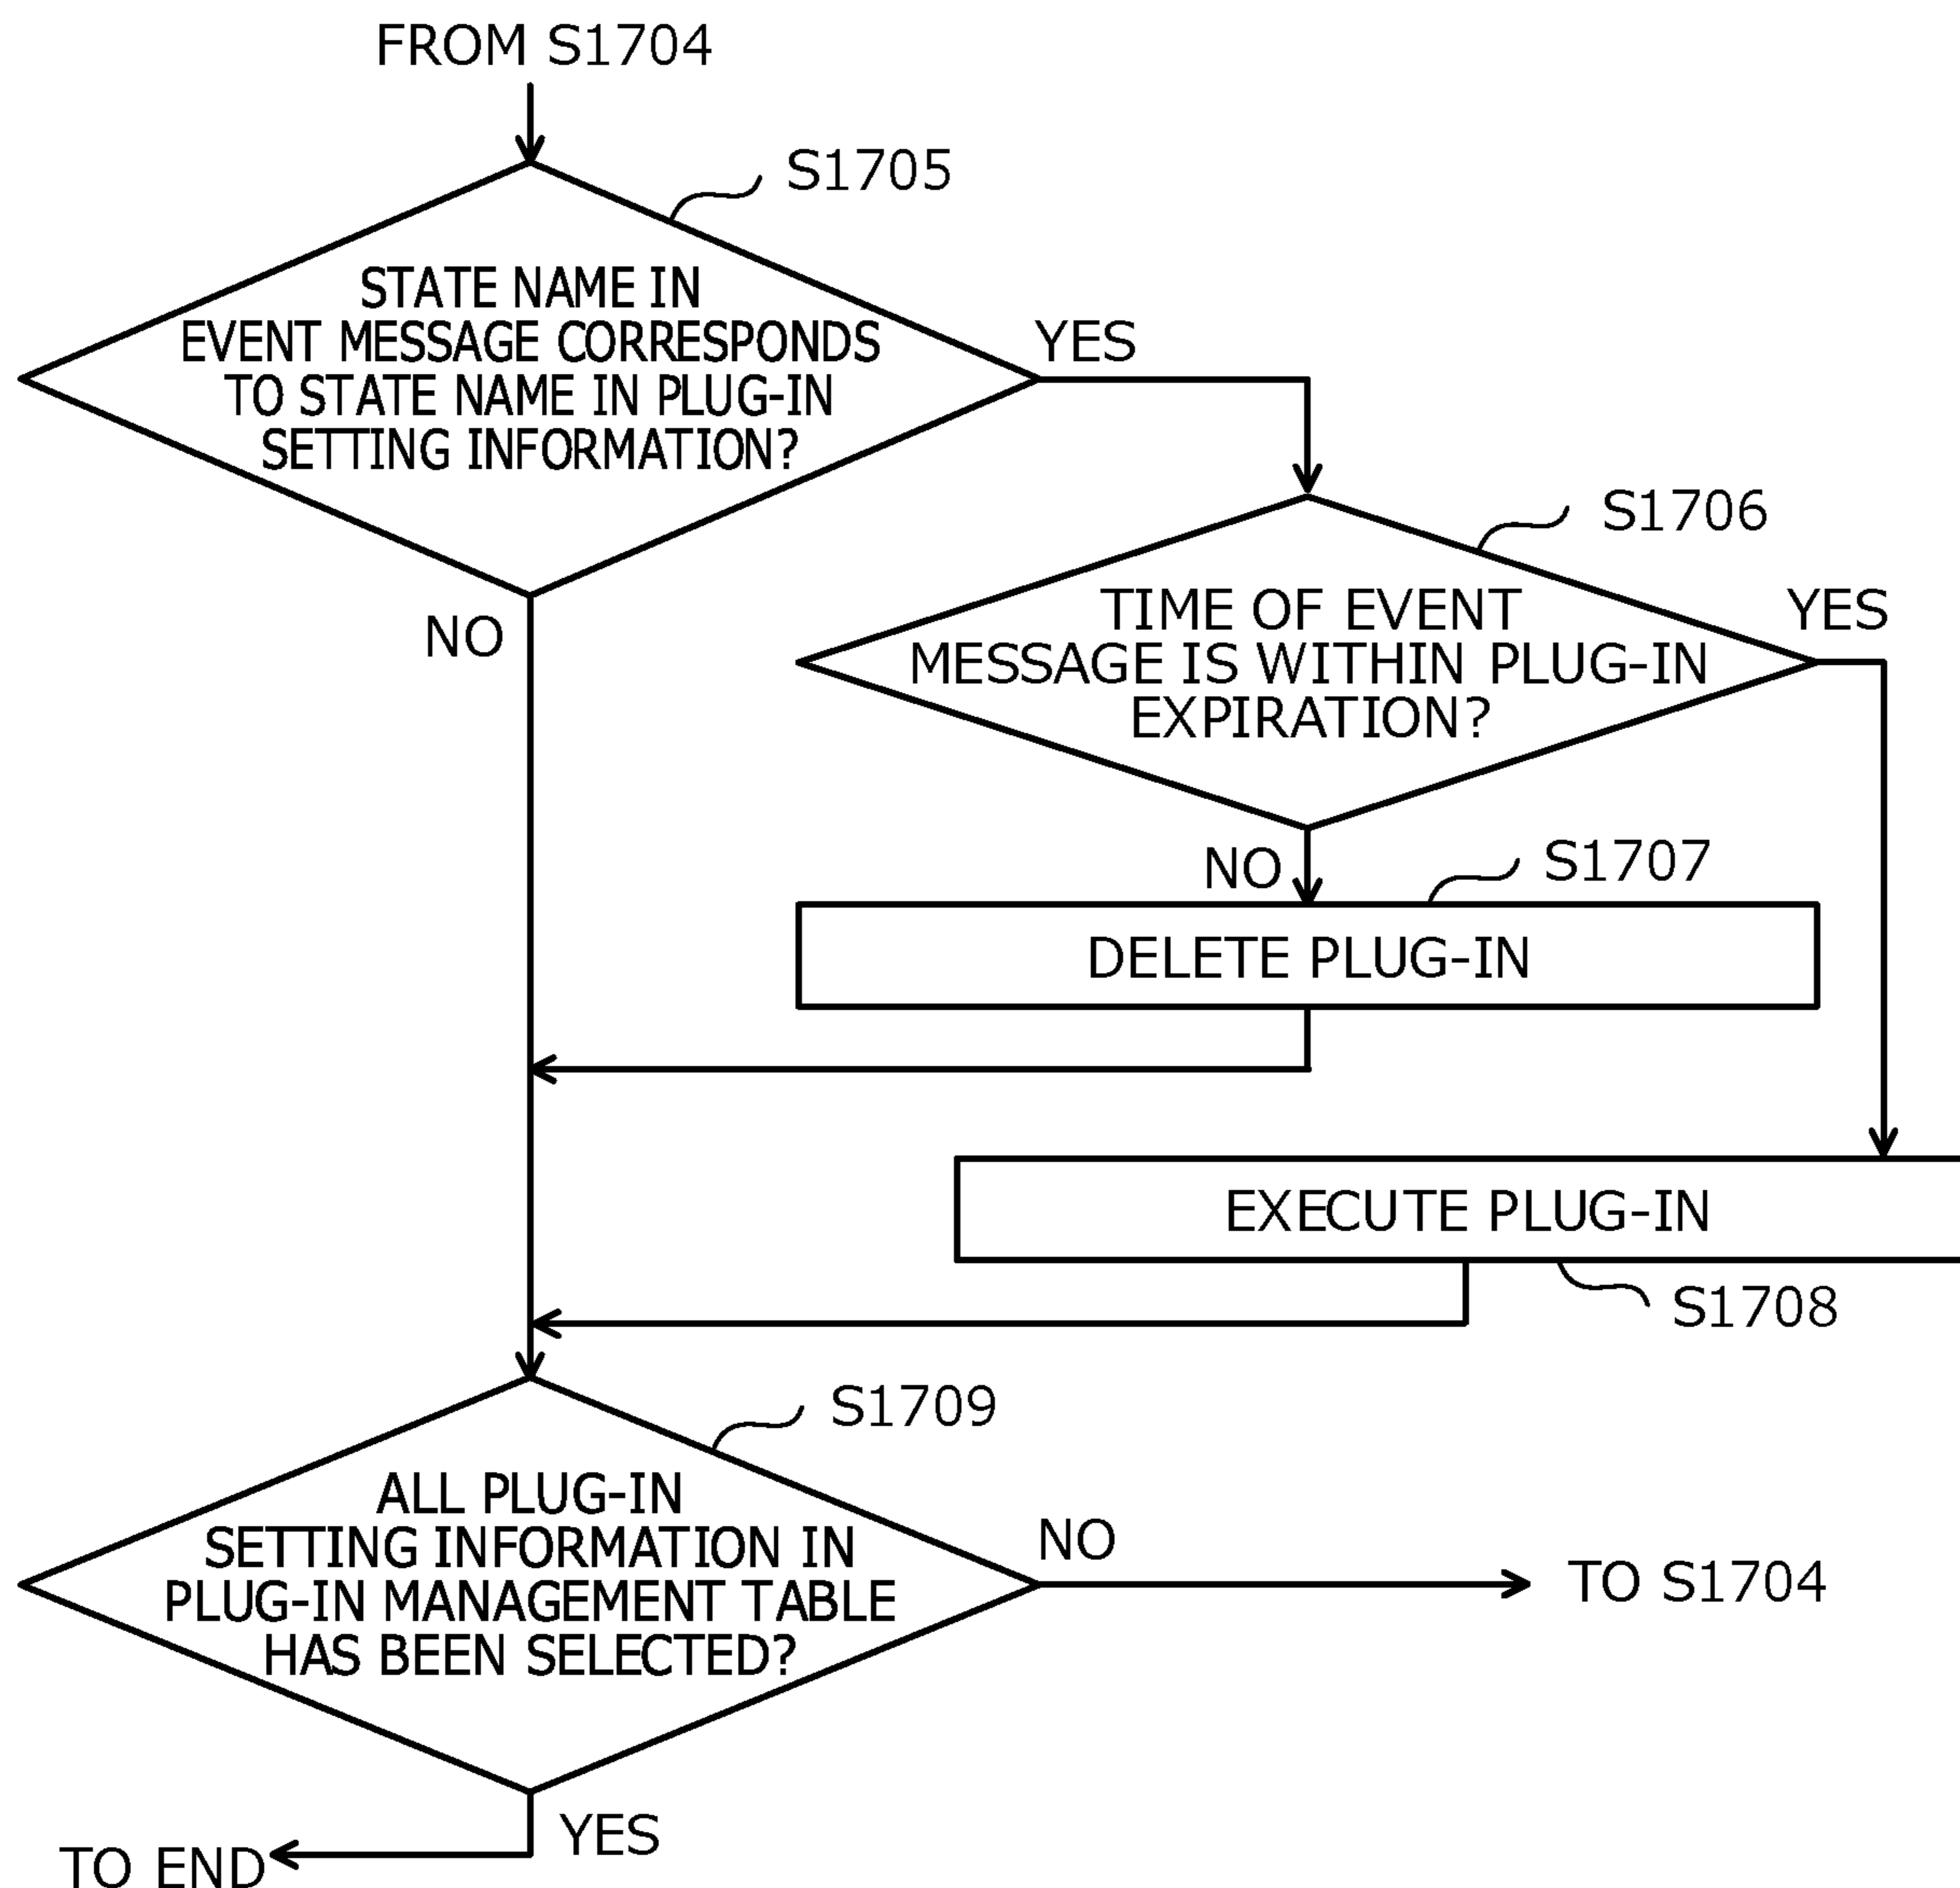 FROM S1704
S1705
STATE NAME IN
EVENT MESSAGE CORRESPONDS
TO STATE NAME IN PLUG-IN
SETTING INFORMATION?
YES
NO
S1706
TIME OF EVENT
MESSAGE IS WITHIN PLUG-IN
EXPIRATION?
YES
NO
S1707
DELETE PLUG-IN
EXECUTE PLUG-IN
S1708
S1709
ALL PLUG-IN
SETTING INFORMATION IN
PLUG-IN MANAGEMENT TABLE
HAS BEEN SELECTED?
NO
TO S1704
YES
TO END